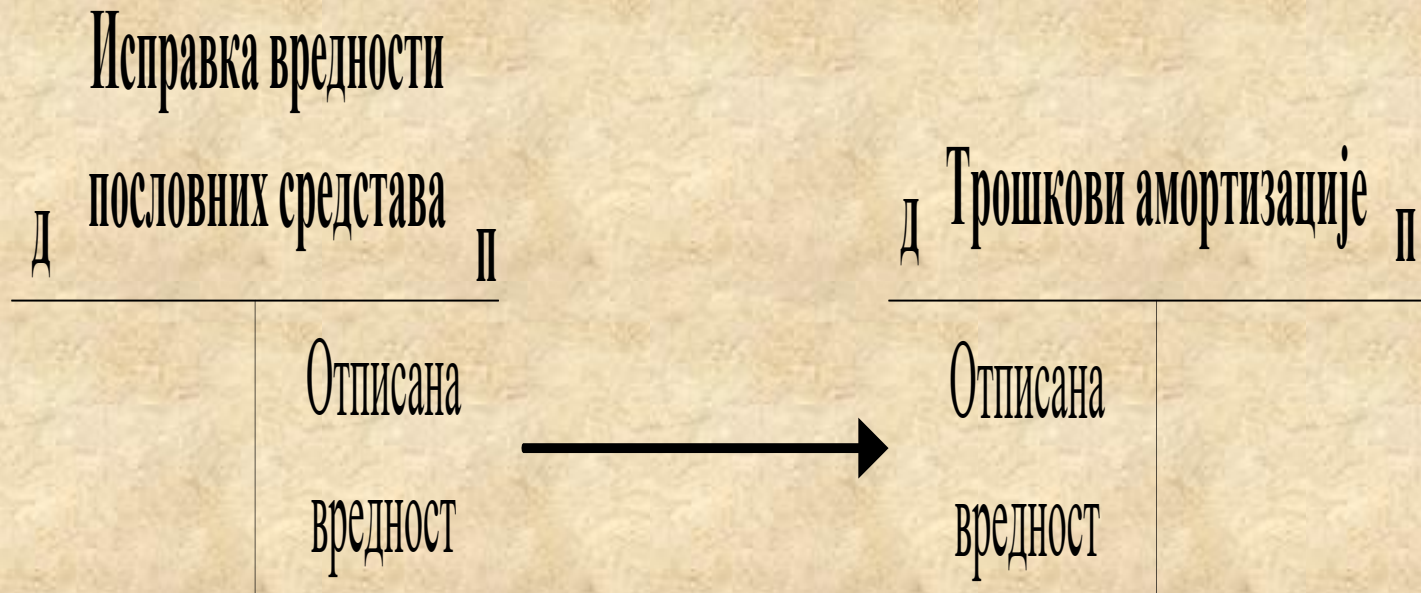 Исправка вредности
пословних средстава
Д
П
Отписана
вредност
Д
Трошкови амортизације
П
Отписана
вредност